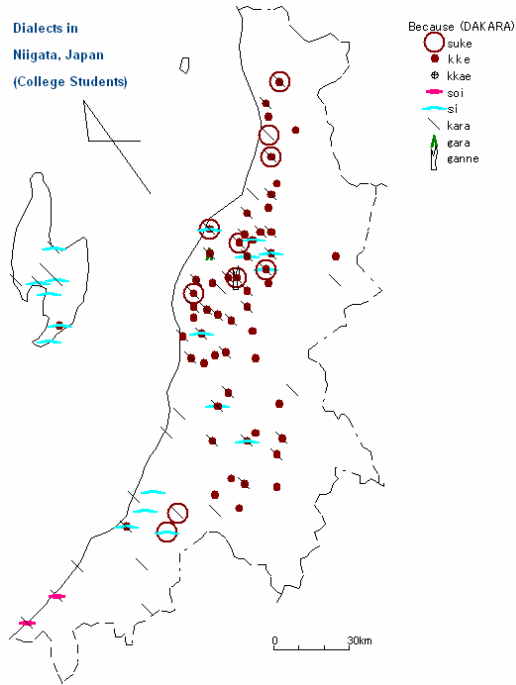 Dialects in
Niigata, Japan
(College Students)
Because (DAKARA)
suke
kke
kkae
soi
si
kara
gara
ganne
0 30km